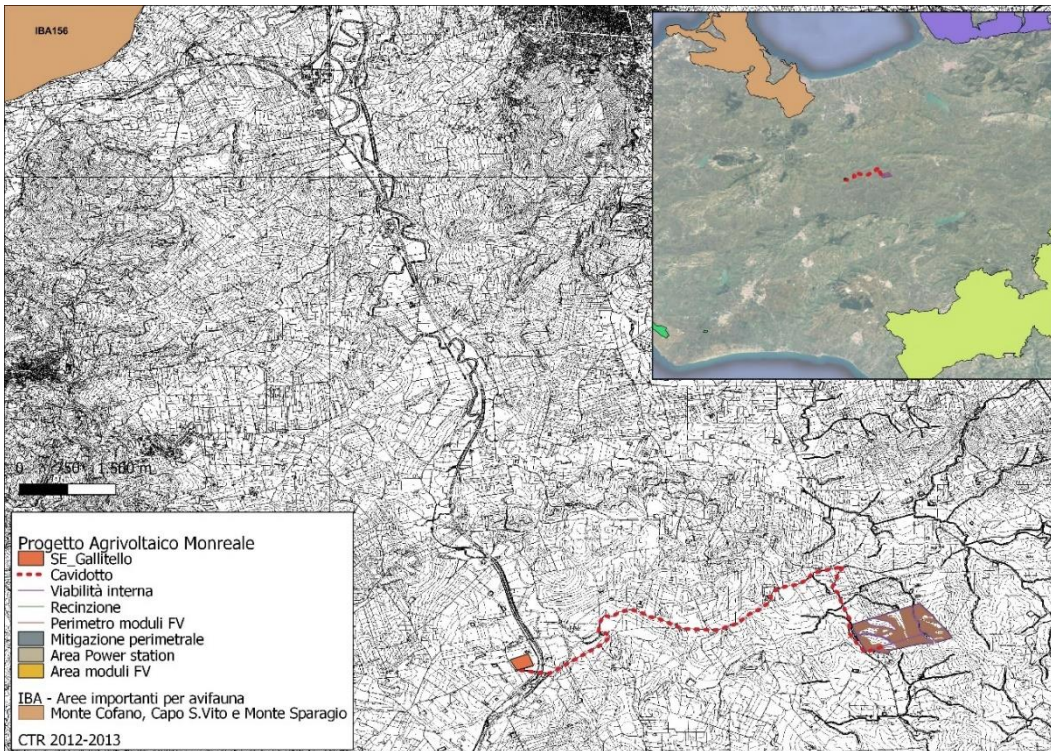 IBA156
0 750 1.500 m
Progetto Agrivoltaico Monreale
SE_Gallitello
Cavidotto
Viabilità interna
Recinzione
Perimetro moduli FV
Mitigazione perimetrale
Area Power station
Area moduli FV
IBA - Aree importanti per avifauna
Monte Cofano, Capo S.Vito e Monte Sparagio
CTR 2012-2013